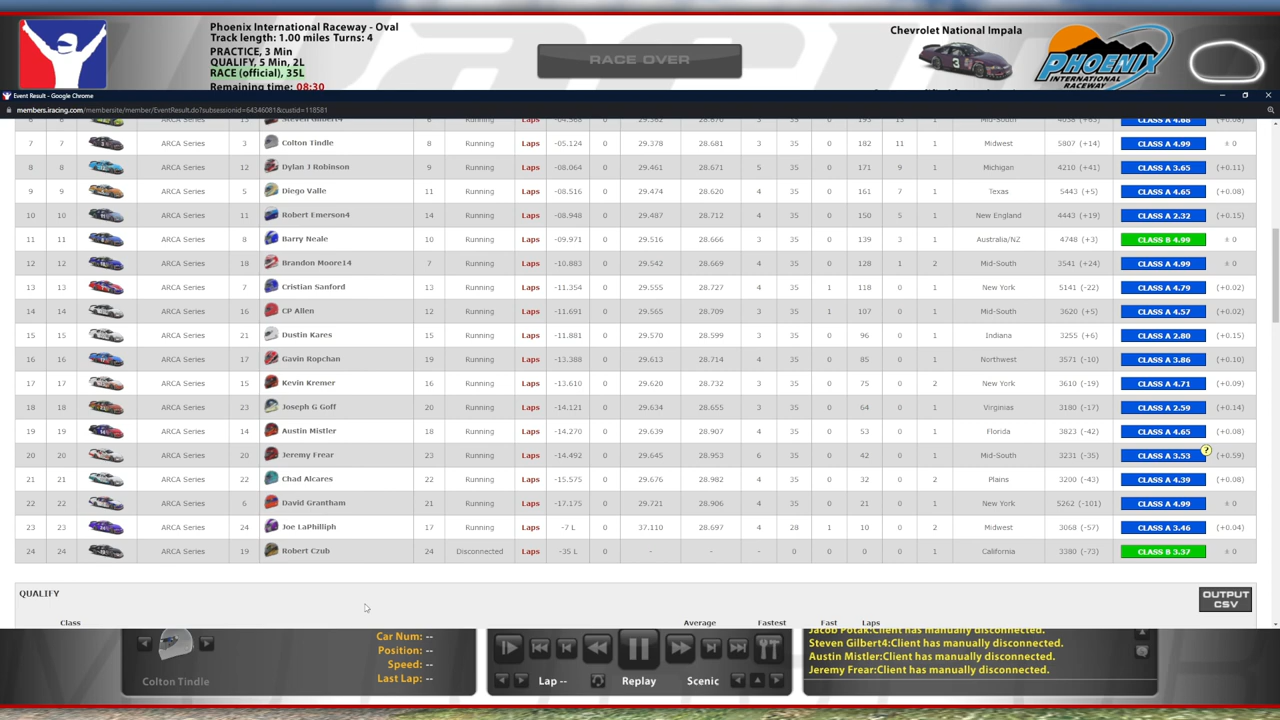 Phoenix International Raceway - Oval
Track length: 1.00 miles Turns: 4
PRACTICE, 3 Min
QUALIFY, 5 Min, 2L
RACE (official), 35L
Remaining time: 08:30
RACE OVER
Chevrolet National Impala
3
PHOENIX
INTERNATIONAL
RACEWAY
Event Result - Google Chrome
members.iracing.com/membersite/member/EventResult.do?subsessionid=64346081&custid=118581
7 7 ARCA Series 3 Colton Tindle 8 Running Laps -05.124 0 29.378 28.681 3 35 0 182 11 1 Midwest 5807 (+14) CLASS A 4.99 ± 0
8 8 ARCA Series 12 Dylan J Robinson 9 Running Laps -08.064 0 29.461 28.671 5 35 0 171 9 1 Michigan 4210 (+41) CLASS A 3.65 (+0.11)
9 9 ARCA Series 5 Diego Valle 11 Running Laps -08.516 0 29.474 28.620 4 35 0 161 7 1 Texas 5443 (+5) CLASS A 4.65 (+0.08)
10 10 ARCA Series 11 Robert Emerson4 14 Running Laps -08.948 0 29.487 28.712 4 35 0 150 5 1 New England 4443 (+19) CLASS A 2.32 (+0.15)
11 11 ARCA Series 8 Barry Neale 10 Running Laps -09.971 0 29.516 28.666 3 35 0 139 3 1 Australia/NZ 4748 (+3) CLASS B 4.99 ± 0
12 12 ARCA Series 18 Brandon Moore14 7 Running Laps -10.883 0 29.542 28.669 4 35 0 128 1 2 Mid-South 3541 (+24) CLASS A 4.99 ± 0
13 13 ARCA Series 7 Cristian Sanford 13 Running Laps -11.354 0 29.555 28.727 4 35 1 118 0 1 New York 5141 (-22) CLASS A 4.79 (+0.02)
14 14 ARCA Series 16 CP Allen 12 Running Laps -11.691 0 29.565 28.709 3 35 1 107 0 1 Mid-South 3620 (+5) CLASS A 4.57 (+0.02)
15 15 ARCA Series 21 Dustin Kares 15 Running Laps -11.881 0 29.570 28.599 3 35 0 96 0 1 Indiana 3255 (+6) CLASS A 2.80 (+0.15)
16 16 ARCA Series 17 Gavin Ropchan 19 Running Laps -13.388 0 29.613 28.714 4 35 0 85 0 1 Northwest 3571 (-10) CLASS A 3.86 (+0.10)
17 17 ARCA Series 15 Kevin Kremer 16 Running Laps -13.610 0 29.620 28.732 3 35 0 75 0 2 New York 3610 (-19) CLASS A 4.71 (+0.09)
18 18 ARCA Series 23 Joseph G Goff 20 Running Laps -14.121 0 29.634 28.655 3 35 0 64 0 1 Virginias 3180 (-17) CLASS A 2.59 (+0.14)
19 19 ARCA Series 14 Austin Mistler 18 Running Laps -14.270 0 29.639 28.907 4 35 0 53 0 1 Florida 3823 (-42) CLASS A 4.65 (+0.08)
20 20 ARCA Series 20 Jeremy Frear 23 Running Laps -14.492 0 29.645 28.953 6 35 0 42 0 1 Mid-South 3231 (-35) CLASS A 3.53 ? (+0.59)
21 21 ARCA Series 22 Chad Alcares 22 Running Laps -15.575 0 29.676 28.982 4 35 0 32 0 2 Plains 3200 (-43) CLASS A 4.39 (+0.08)
22 22 ARCA Series 6 David Grantham 21 Running Laps -17.175 0 29.721 28.906 4 35 0 21 0 1 New York 5262 (-101) CLASS A 4.99 ± 0
23 23 ARCA Series 24 Joe LaPhilliph 17 Running Laps -7 L 0 37.110 28.697 4 28 1 10 0 2 Midwest 3068 (-57) CLASS A 3.46 (+0.04)
24 24 ARCA Series 19 Robert Czub 24 Disconnected Laps -35 L 0 - - - 0 0 0 0 1 California 3380 (-73) CLASS B 3.37 ± 0
QUALIFY
OUTPUT
CSV
Class Average Fastest Fast Laps
Colton Tindle
Car Num: --
Position: --
Speed: --
Last Lap: --
Lap --
Replay
Scenic
Jacob Potak:Client has manually disconnected.
Steven Gilbert4:Client has manually disconnected.
Austin Mistler:Client has manually disconnected.
Jeremy Frear:Client has manually disconnected.